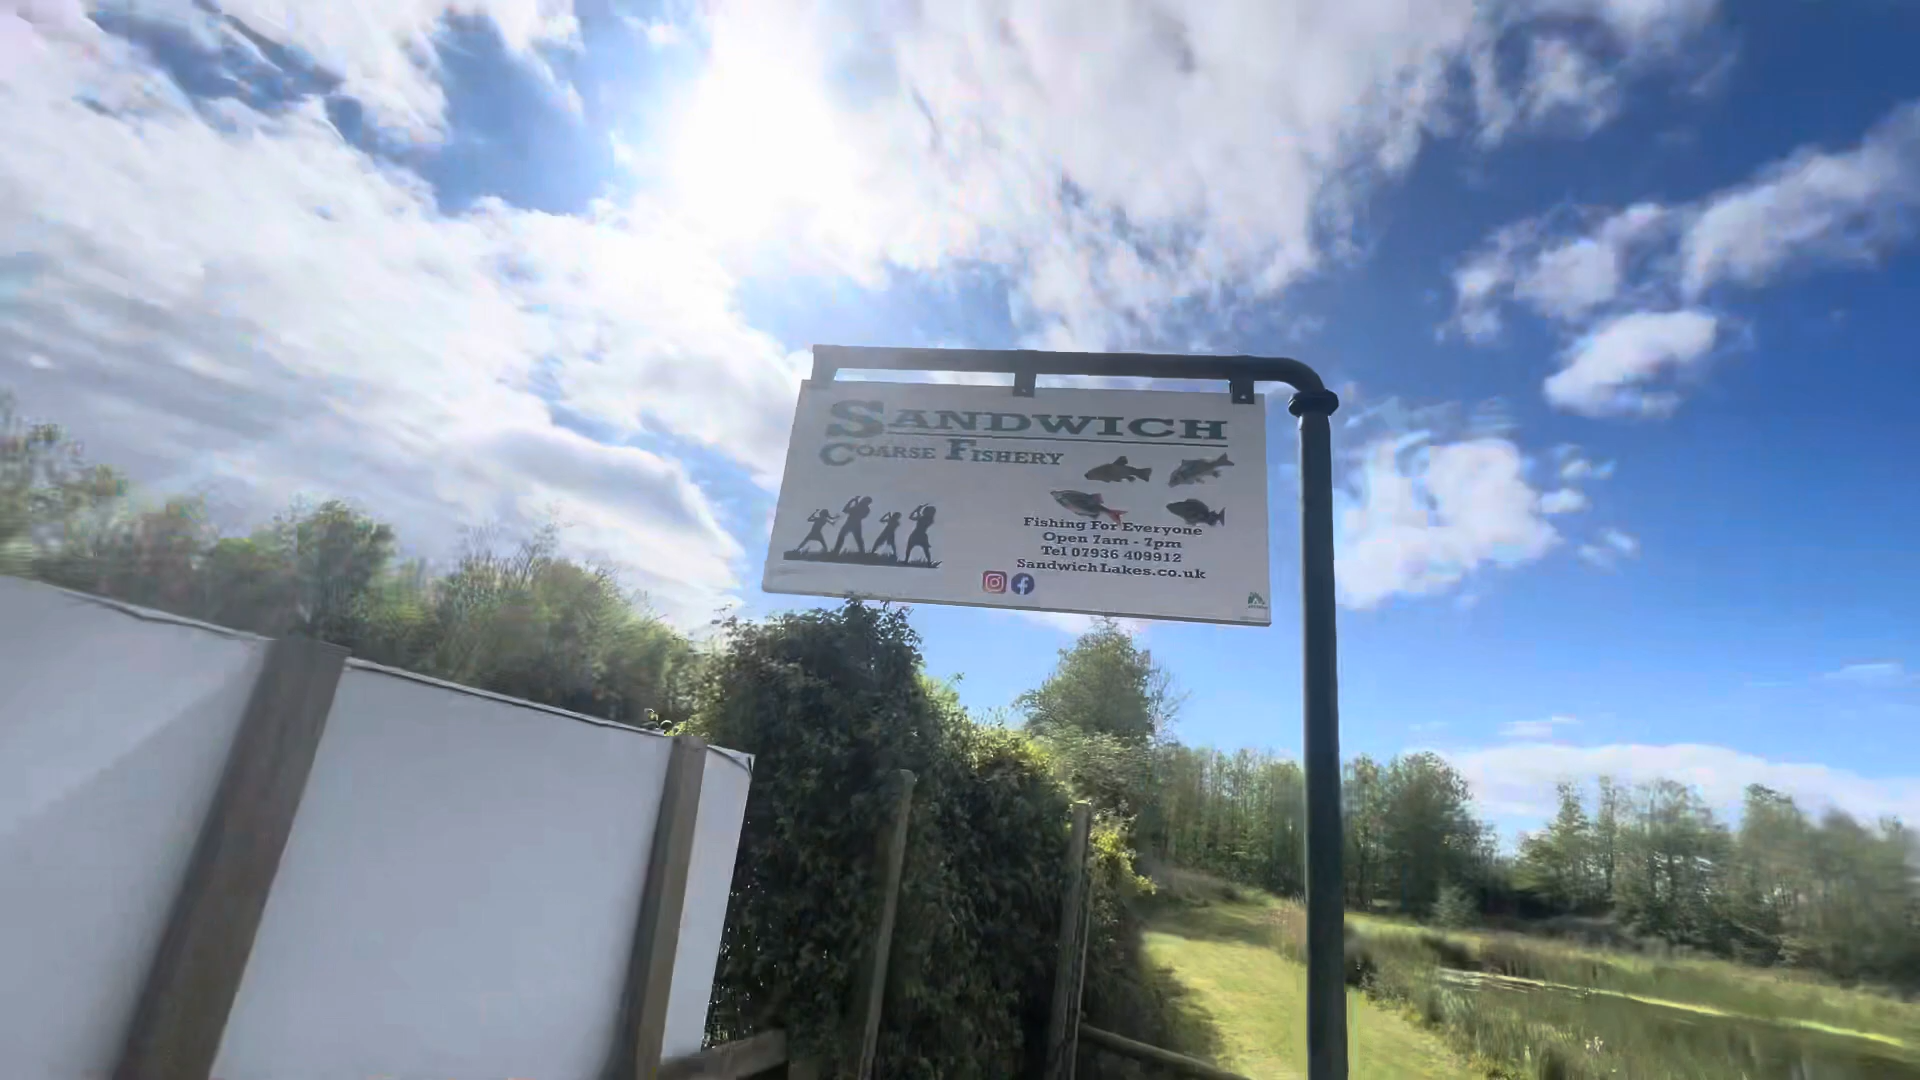 SANDWICH
COARSE FISHERY
Fishing For Everyone
Open 7am - 7pm
Tel 07936 409912
SandwichLakes.co.uk